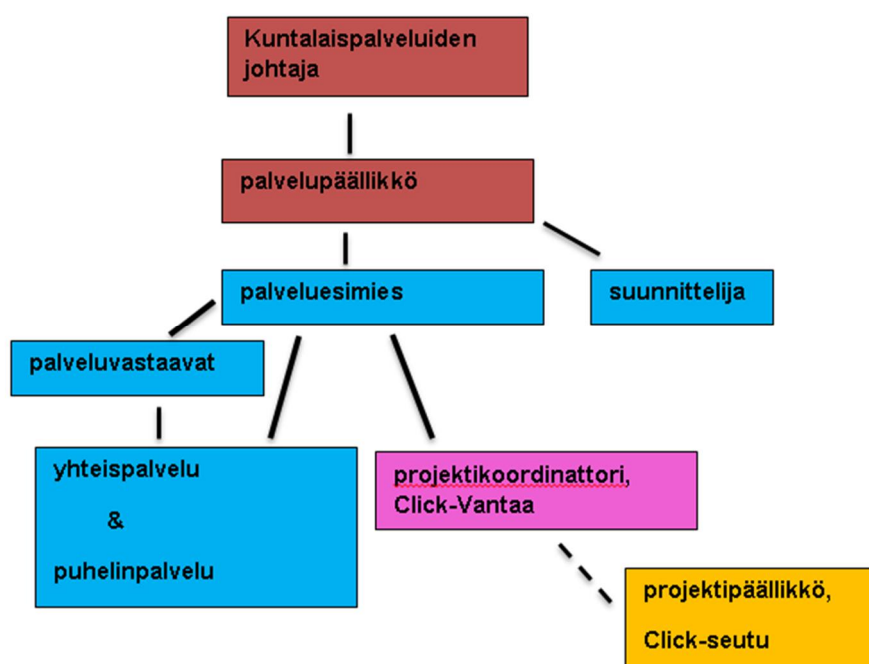 Kuntalaispalveluiden
johtaja
palvelupäällikkö
palveluesimies
suunnittelija
palveluvastaavat
yhteispalvelu
&
puhelinpalvelu
projektikoordinattori,
Click-Vantaa
projektipäällikkö,
Click-seutu